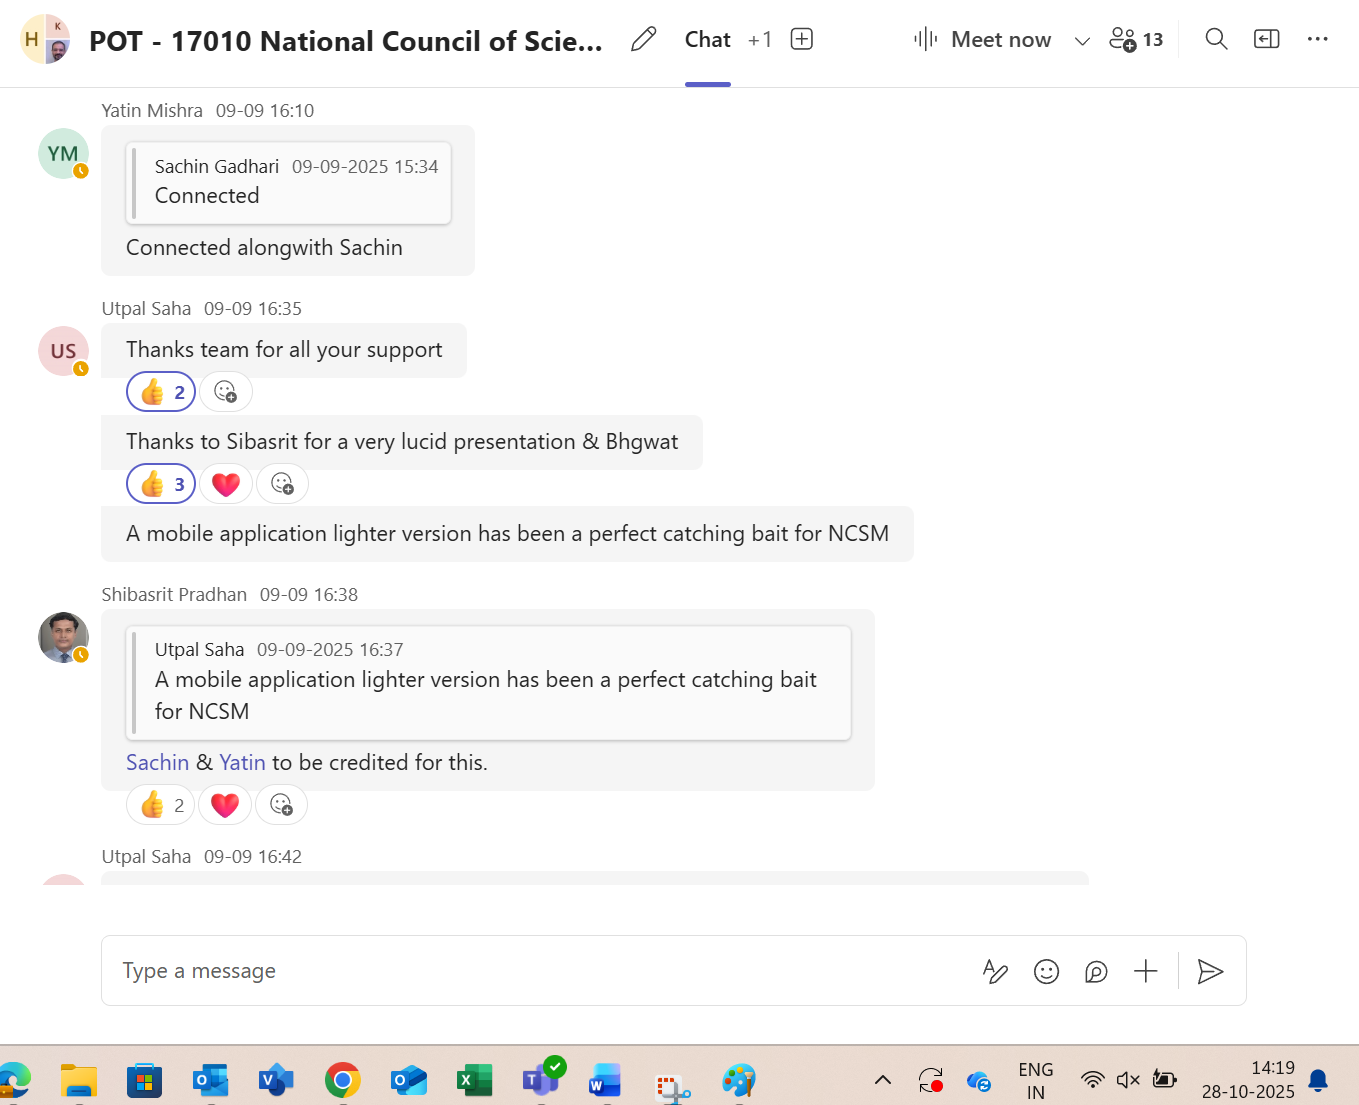 H K POT - 17010 National Council of Scie... Chat +1 Meet now 13
Yatin Mishra 09-09 16:10
YM
Sachin Gadhari 09-09-2025 15:34
Connected
Connected alongwith Sachin
Utpal Saha 09-09 16:35
US
Thanks team for all your support
2
Thanks to Sibasrit for a very lucid presentation & Bhgwat
3
A mobile application lighter version has been a perfect catching bait for NCSM
Shibasrit Pradhan 09-09 16:38
Utpal Saha 09-09-2025 16:37
A mobile application lighter version has been a perfect catching bait
for NCSM
Sachin & Yatin to be credited for this.
2
Utpal Saha 09-09 16:42
Type a message
ENG
IN
14:19
28-10-2025